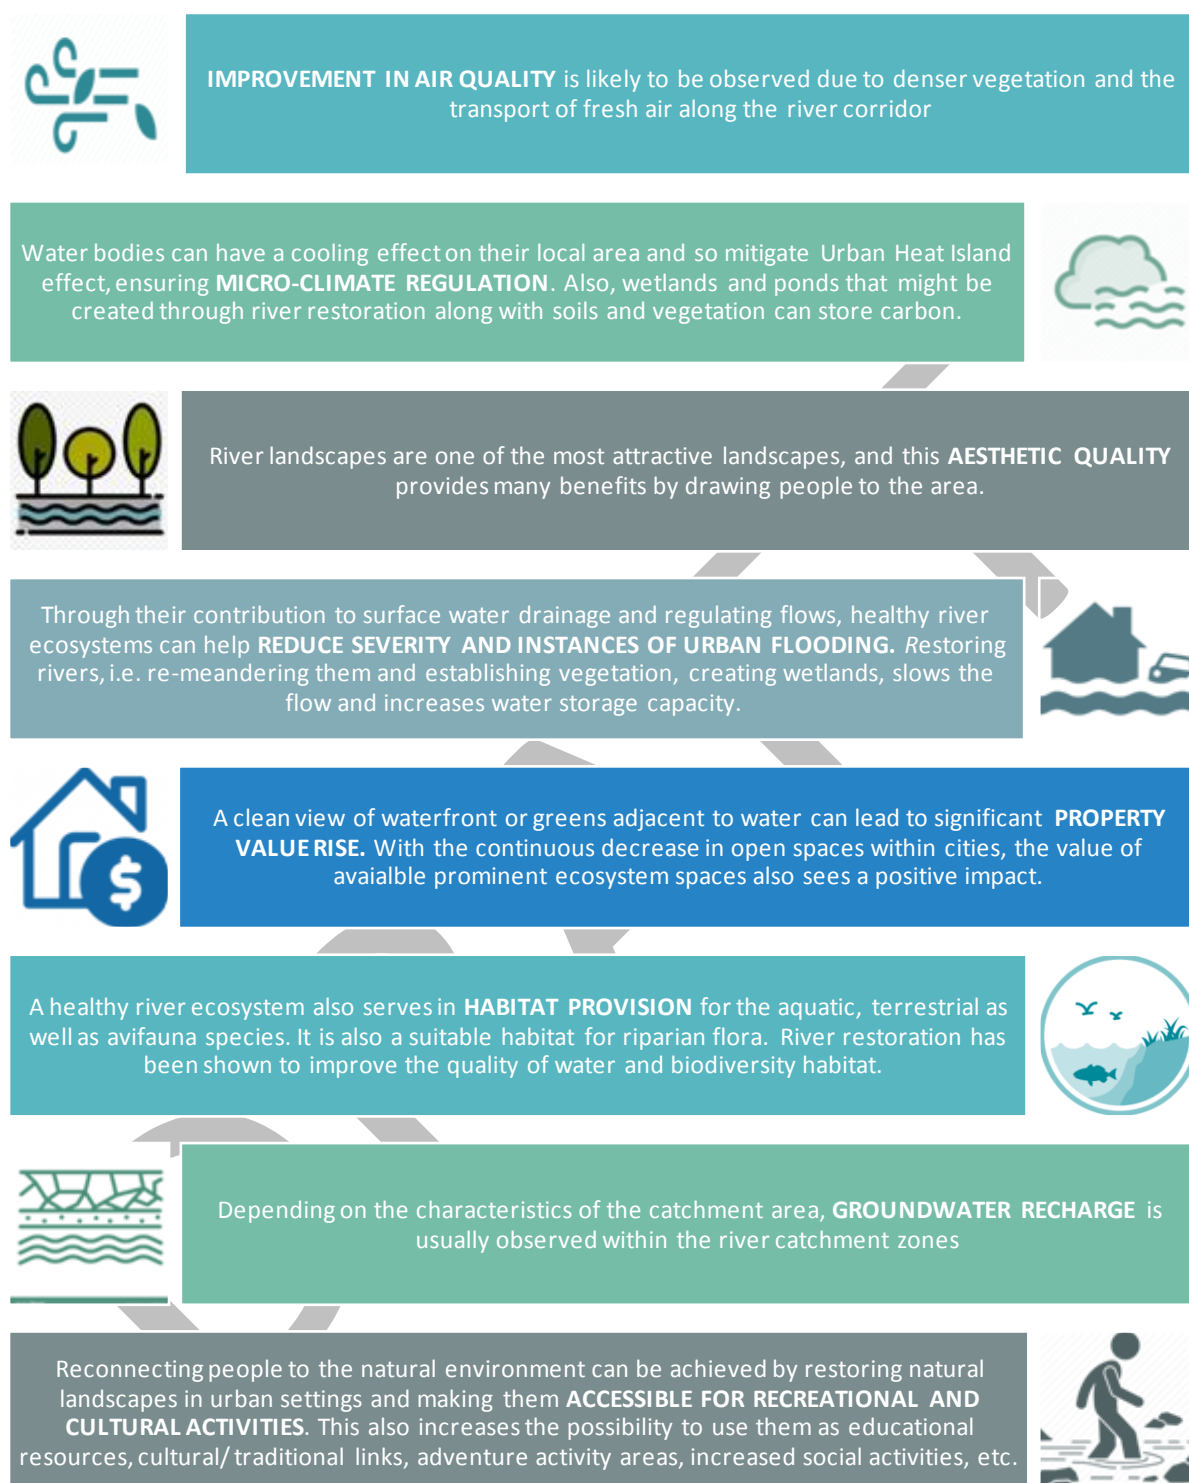 IMPROVEMENT IN AIR QUALITY is likely to be observed due to denser vegetation and the
transport of fresh air along the river corridor
Water bodies can have a cooling effect on their local area and so mitigate Urban Heat Island
effect, ensuring MICRO-CLIMATE REGULATION. Also, wetlands and ponds that might be
created through river restoration along with soils and vegetation can store carbon.
River landscapes are one of the most attractive landscapes, and this AESTHETIC QUALITY
provides many benefits by drawing people to the area.
Through their contribution to surface water drainage and regulating flows, healthy river
ecosystems can help REDUCE SEVERITY AND INSTANCES OF URBAN FLOODING. Restoring
rivers, i.e. re-meandering them and establishing vegetation, creating wetlands, slows the
flow and increases water storage capacity.
A clean view of waterfront or greens adjacent to water can lead to significant PROPERTY
VALUE RISE. With the continuous decrease in open spaces within cities, the value of
avaialble prominent ecosystem spaces also sees a positive impact.
$
A healthy river ecosystem also serves in HABITAT PROVISION for the aquatic, terrestrial as
well as avifauna species. It is also a suitable habitat for riparian flora. River restoration has
been shown to improve the quality of water and biodiversity habitat.
Depending on the characteristics of the catchment area, GROUNDWATER RECHARGE is
usually observed within the river catchment zones
Reconnecting people to the natural environment can be achieved by restoring natural
landscapes in urban settings and making them ACCESSIBLE FOR RECREATIONAL AND
CULTURAL ACTIVITIES. This also increases the possibility to use them as educational
resources, cultural/ traditional links, adventure activity areas, increased social activities, etc.